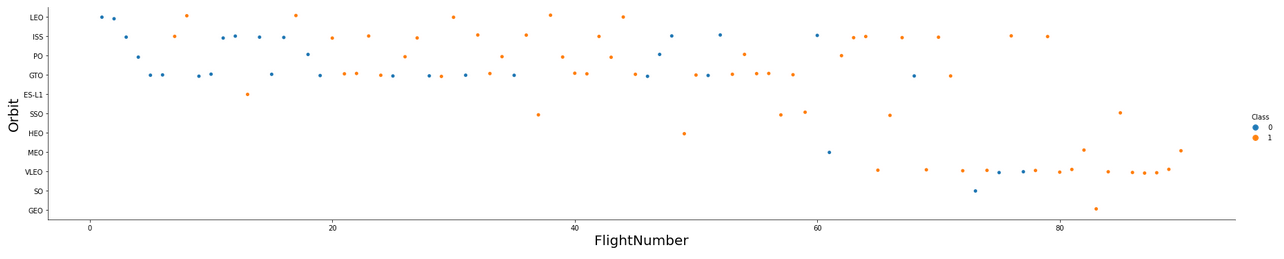 LEO
ISS
PO
GTO
ES-L1
SSO
HEO
MEO
VLEO
SO
GEO
Orbit
0 20 40 60 80
FlightNumber
Class
0
1